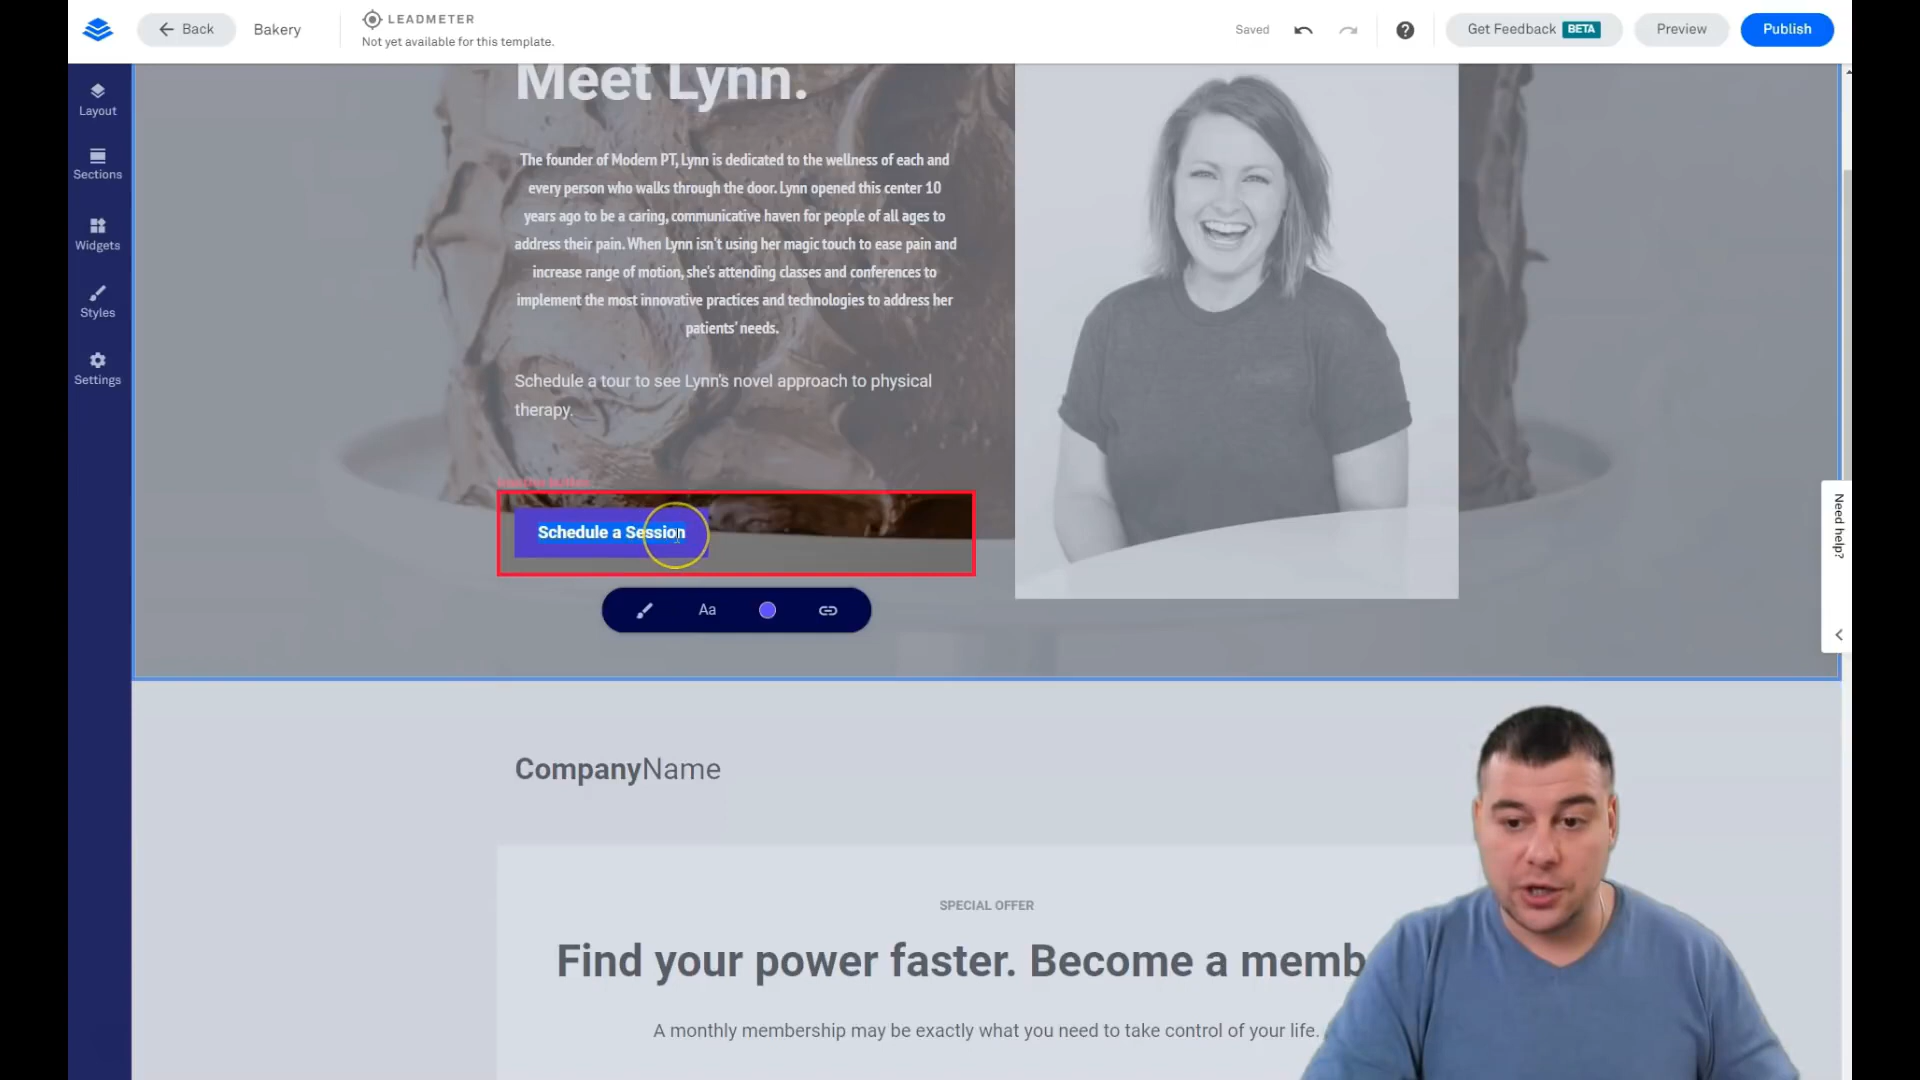 Back
Bakery
LEADMETER
Not yet available for this template.
Saved
?
Get Feedback BETA
Preview
Publish
Layout
Sections
Widgets
Styles
Settings
Meet Lynn.
The founder of Modern PT, Lynn is dedicated to the wellness of each and
every person who walks through the door. Lynn opened this center 10
years ago to be a caring, communicative haven for people of all ages to
address their pain. When Lynn isn't using her magic touch to ease pain and
increase range of motion, she's attending classes and conferences to
implement the most innovative practices and technologies to address her
patients' needs.
Schedule a tour to see Lynn's novel approach to physical
therapy.
Schedule a Session
Aa
Need help?
CompanyName
SPECIAL OFFER
Find your power faster. Become a memb
A monthly membership may be exactly what you need to take control of your life.